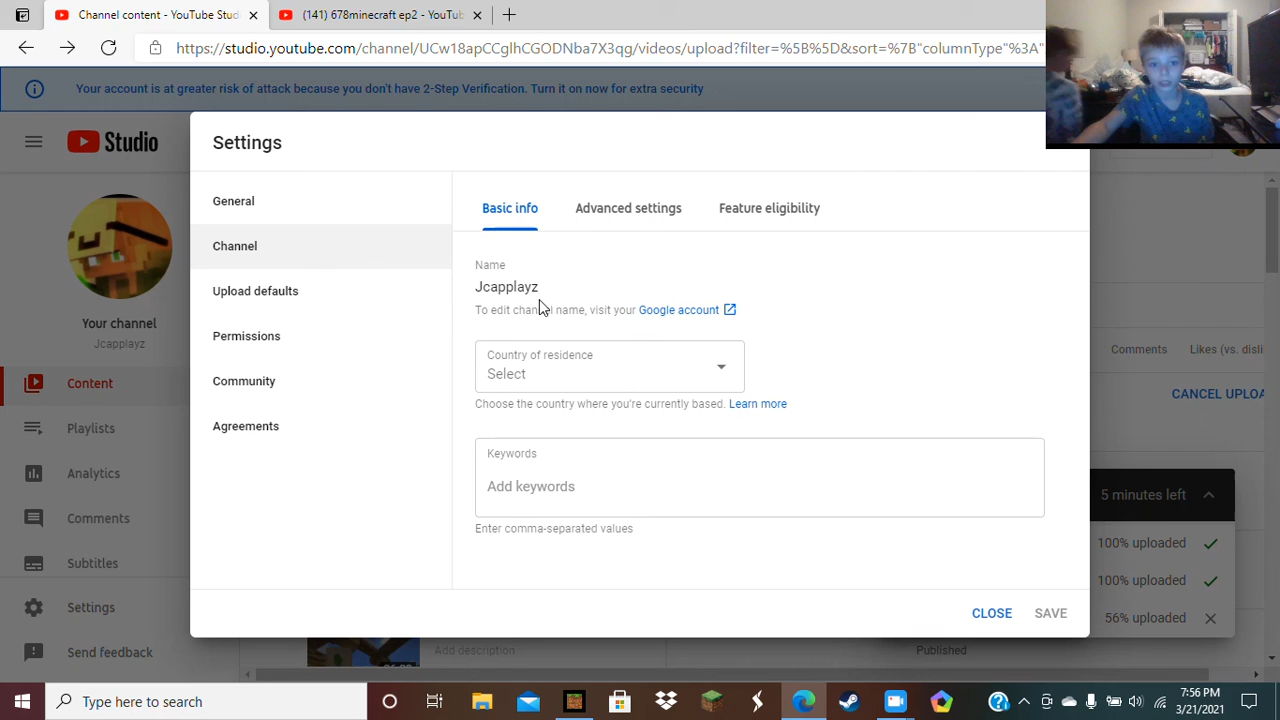 Channel content - YouTube Stud
(141) 678minecraft ep2 - YouTub
https://studio.youtube.com/channel/UCw18apCCglhCGODNba7X3qg/videos/upload?filter=%5B%5D&sort=%7B"columnType"%3A"
Your account is at greater risk of attack because you don't have 2-Step Verification. Turn it on now for extra security
Studio
Settings
General
Channel
Upload defaults
Permissions
Community
Agreements
Basic info
Advanced settings
Feature eligibility
Name
Jcapplayz
To edit channel name, visit your Google account
Country of residence
Select
Choose the country where you're currently based. Learn more
Keywords
Add keywords
Enter comma-separated values
CLOSE
SAVE
Your channel
Jcapplayz
Content
Playlists
Analytics
Comments
Subtitles
Settings
Send feedback
Comments
Likes (vs. disli
CANCEL UPLOA
5 minutes left
100% uploaded
100% uploaded
56% uploaded
Add description
Published
Type here to search
7:56 PM
3/21/2021